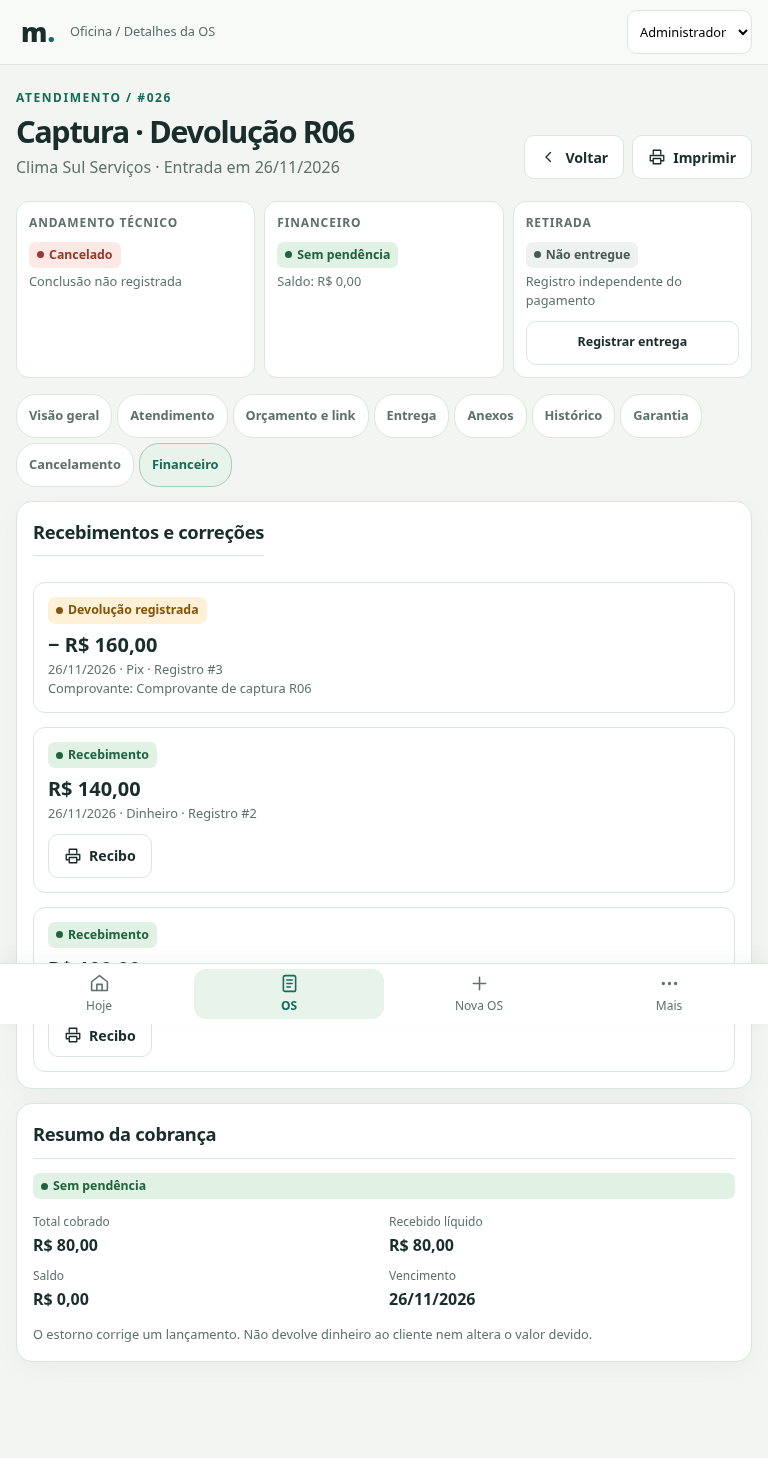 m. Oficina / Detalhes da OS Administrador
ATENDIMENTO / #026
Captura · Devolução R06
Clima Sul Serviços · Entrada em 26/11/2026
Voltar Imprimir
ANDAMENTO TÉCNICO
Cancelado
Conclusão não registrada
FINANCEIRO
Sem pendência
Saldo: R$ 0,00
RETIRADA
Não entregue
Registro independente do
pagamento
Registrar entrega
Visão geral Atendimento Orçamento e link Entrega Anexos Histórico Garantia
Cancelamento Financeiro
Recebimentos e correções
Devolução registrada
− R$ 160,00
26/11/2026 · Pix · Registro #3
Comprovante: Comprovante de captura R06
Recebimento
R$ 140,00
26/11/2026 · Dinheiro · Registro #2
Recibo
Recebimento
Hoje OS Nova OS Mais
Recibo
Resumo da cobrança
Sem pendência
Total cobrado Recebido líquido
R$ 80,00 R$ 80,00
Saldo Vencimento
R$ 0,00 26/11/2026
O estorno corrige um lançamento. Não devolve dinheiro ao cliente nem altera o valor devido.